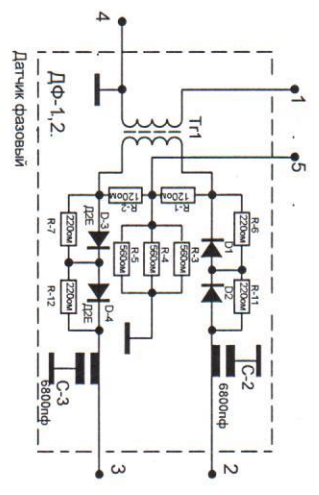 4
1
5
Датчик фазовый
ДФ-1,2.
Tr1
R-2
120ом
R-1
120ом
R-7
220ом
D-3
Д2Е
R-5
560ом
R-4
560ом
R-3
560ом
D1
R-6
220ом
R-12
220ом
D-4
Д2Е
D2
R-11
220ом
C-3
6800пф
C-2
6800пф
3
2